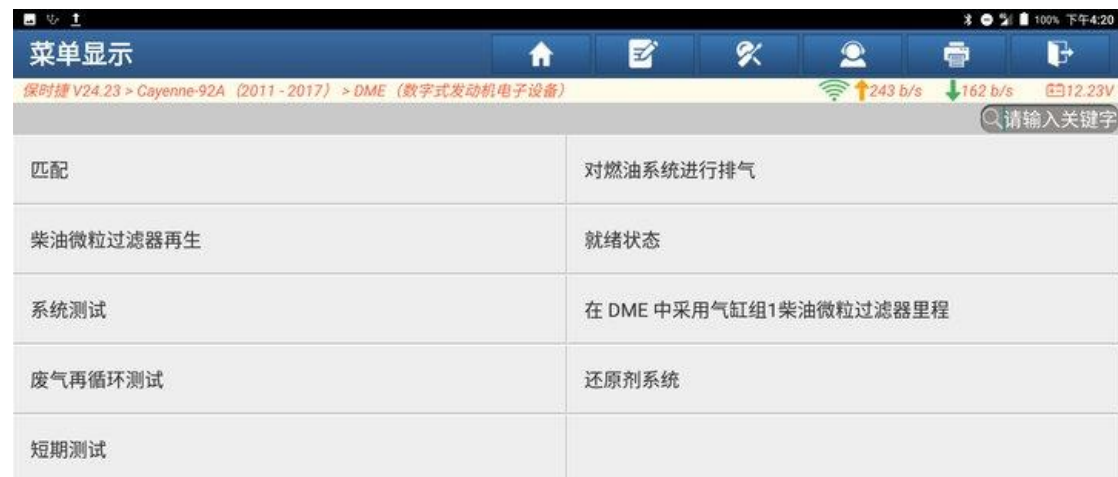 100% 下午4:20
菜单显示
保时捷 V24.23 > Cayenne-92A（2011 - 2017）> DME（数字式发动机电子设备）
243 b/s 162 b/s 12.23V
请输入关键字
匹配
对燃油系统进行排气
柴油微粒过滤器再生
就绪状态
系统测试
在 DME 中采用气缸组1柴油微粒过滤器里程
废气再循环测试
还原剂系统
短期测试